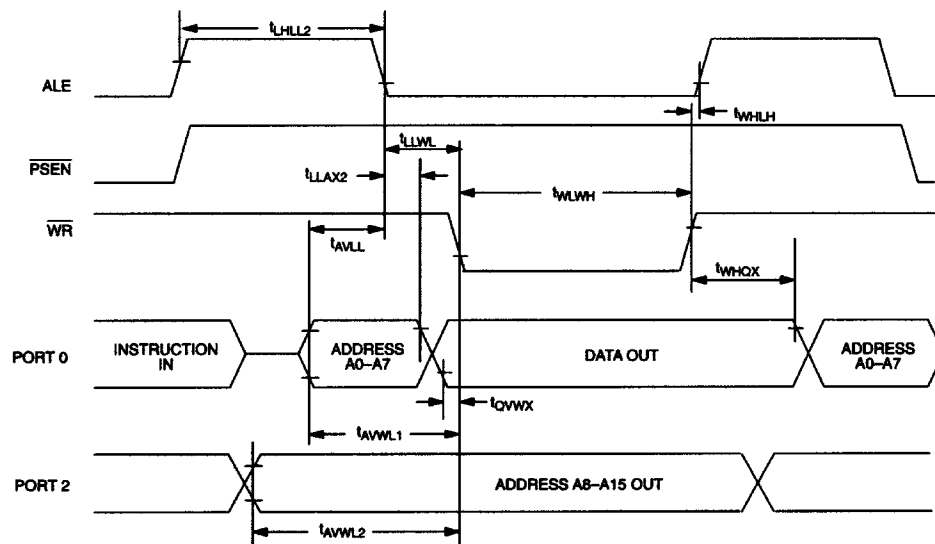 tLHLL2
ALE
tWHLH
tLLWL
PSEN
tLLAX2
tWLWH
WR
tAVLL
tWHQX
PORT 0
INSTRUCTION
IN
ADDRESS
A0–A7
DATA OUT
ADDRESS
A0–A7
tQVWX
tAVWL1
PORT 2
ADDRESS A8–A15 OUT
tAVWL2